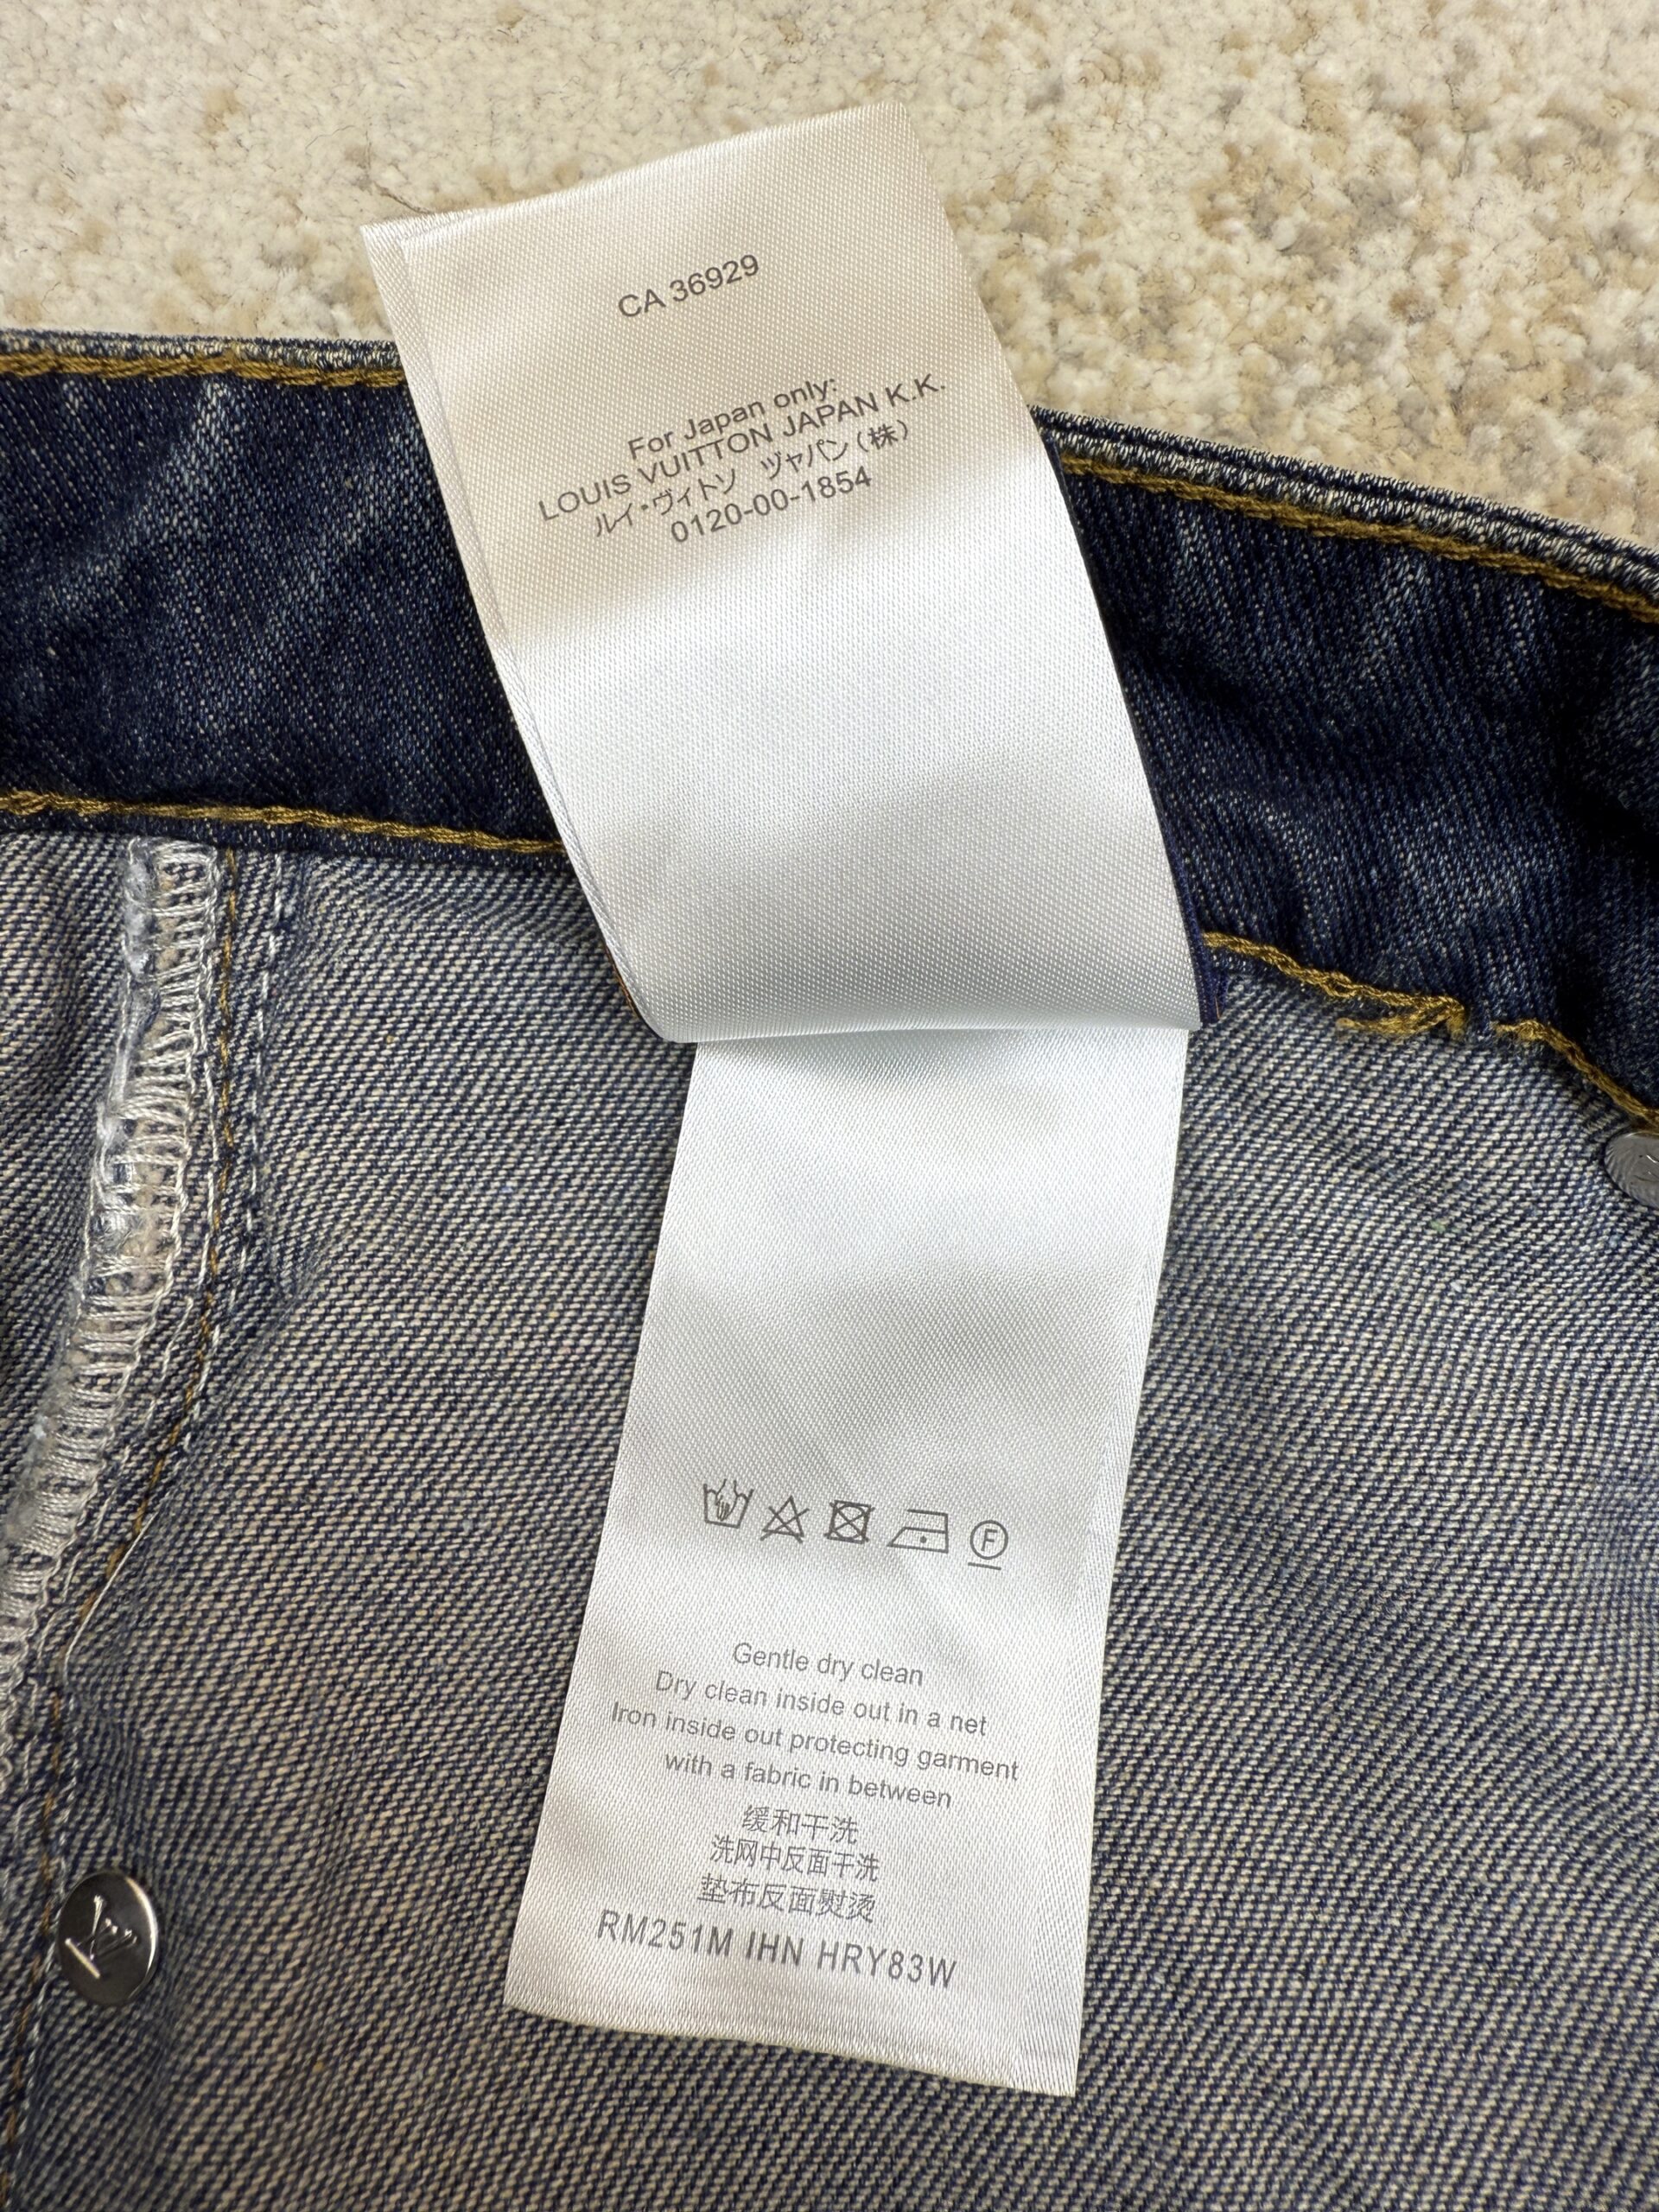 CA 36929
For Japan only:
LOUIS VUITTON JAPAN K.K.
ルイ・ヴィトソ ヅャパン(株)
0120-00-1854
F
Gentle dry clean
Dry clean inside out in a net
Iron inside out protecting garment
with a fabric in between
缓和干洗
洗网中反面干洗
垫布反面熨烫
RM251M IHN HRY83W
LV